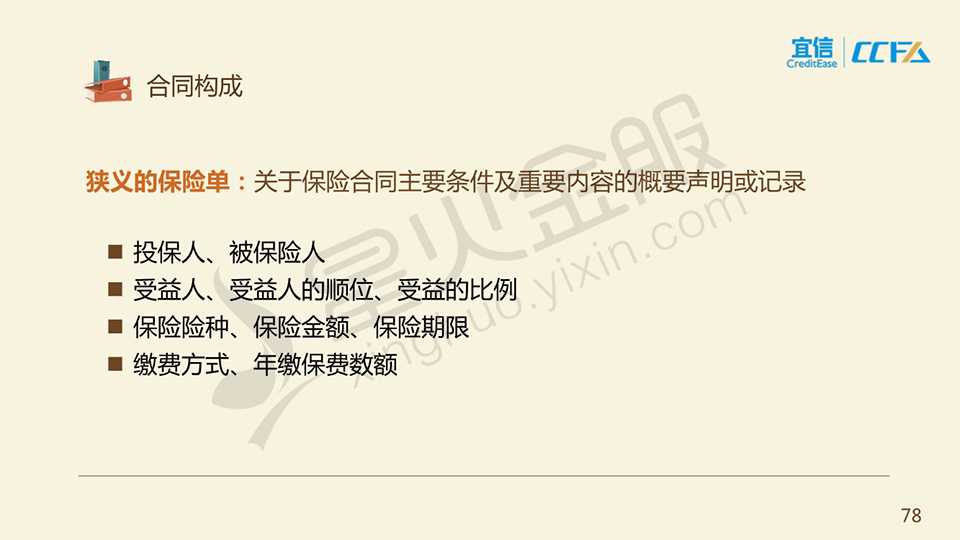 宜信
CreditEase
CCFA
合同构成
狭义的保险单：关于保险合同主要条件及重要内容的概要声明或记录
投保人、被保险人
受益人、受益人的顺位、受益的比例
保险险种、保险金额、保险期限
缴费方式、年缴保费数额
星火金服
xinghuo.yixin.com
78